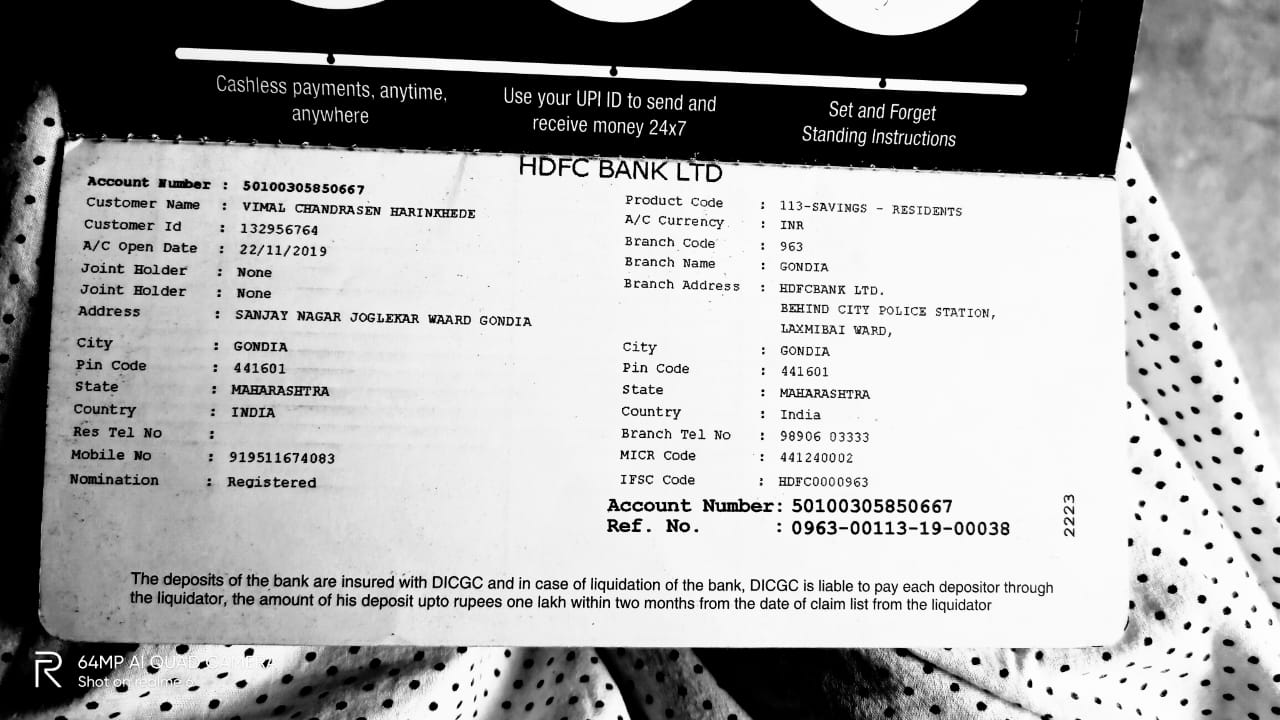 Cashless payments, anytime,
anywhere
Use your UPI ID to send and
receive money 24x7
Set and Forget
Standing Instructions
HDFC BANK LTD
Account Number : 50100305850667
Customer Name : VIMAL CHANDRASEN HARINKHEDE
Customer Id : 132956764
A/C Open Date : 22/11/2019
Joint Holder : None
Joint Holder : None
Address : SANJAY NAGAR JOGLEKAR WAARD GONDIA
City : GONDIA
Pin Code : 441601
State : MAHARASHTRA
Country : INDIA
Res Tel No :
Mobile No : 919511674083
Nomination : Registered
Product Code : 113-SAVINGS - RESIDENTS
A/C Currency : INR
Branch Code : 963
Branch Name : GONDIA
Branch Address : HDFCBANK LTD.
BEHIND CITY POLICE STATION,
LAXMIBAI WARD,
City : GONDIA
Pin Code : 441601
State : MAHARASHTRA
Country : India
Branch Tel No : 98906 03333
MICR Code : 441240002
IFSC Code : HDFC0000963
Account Number: 50100305850667
Ref. No. : 0963-00113-19-00038
2223
The deposits of the bank are insured with DICGC and in case of liquidation of the bank, DICGC is liable to pay each depositor through
the liquidator, the amount of his deposit upto rupees one lakh within two months from the date of claim list from the liquidator
64MP AI QUAD CAMERA
Shot on realme 6